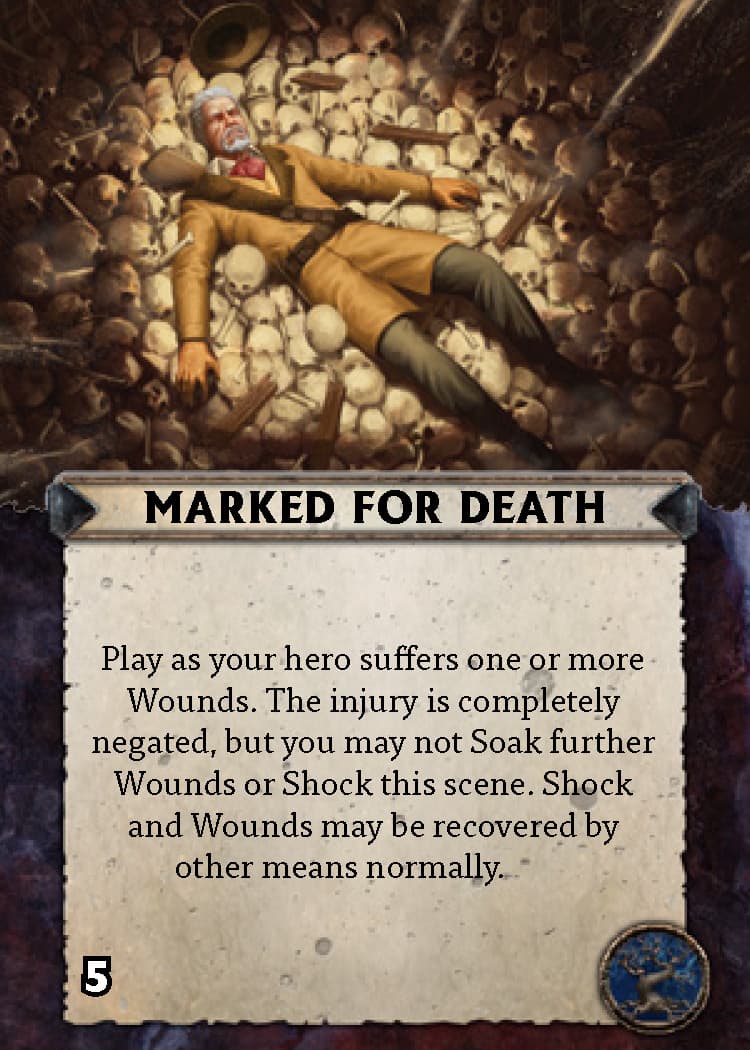 MARKED FOR DEATH
Play as your hero suffers one or more
Wounds. The injury is completely
negated, but you may not Soak further
Wounds or Shock this scene. Shock
and Wounds may be recovered by
other means normally.
5